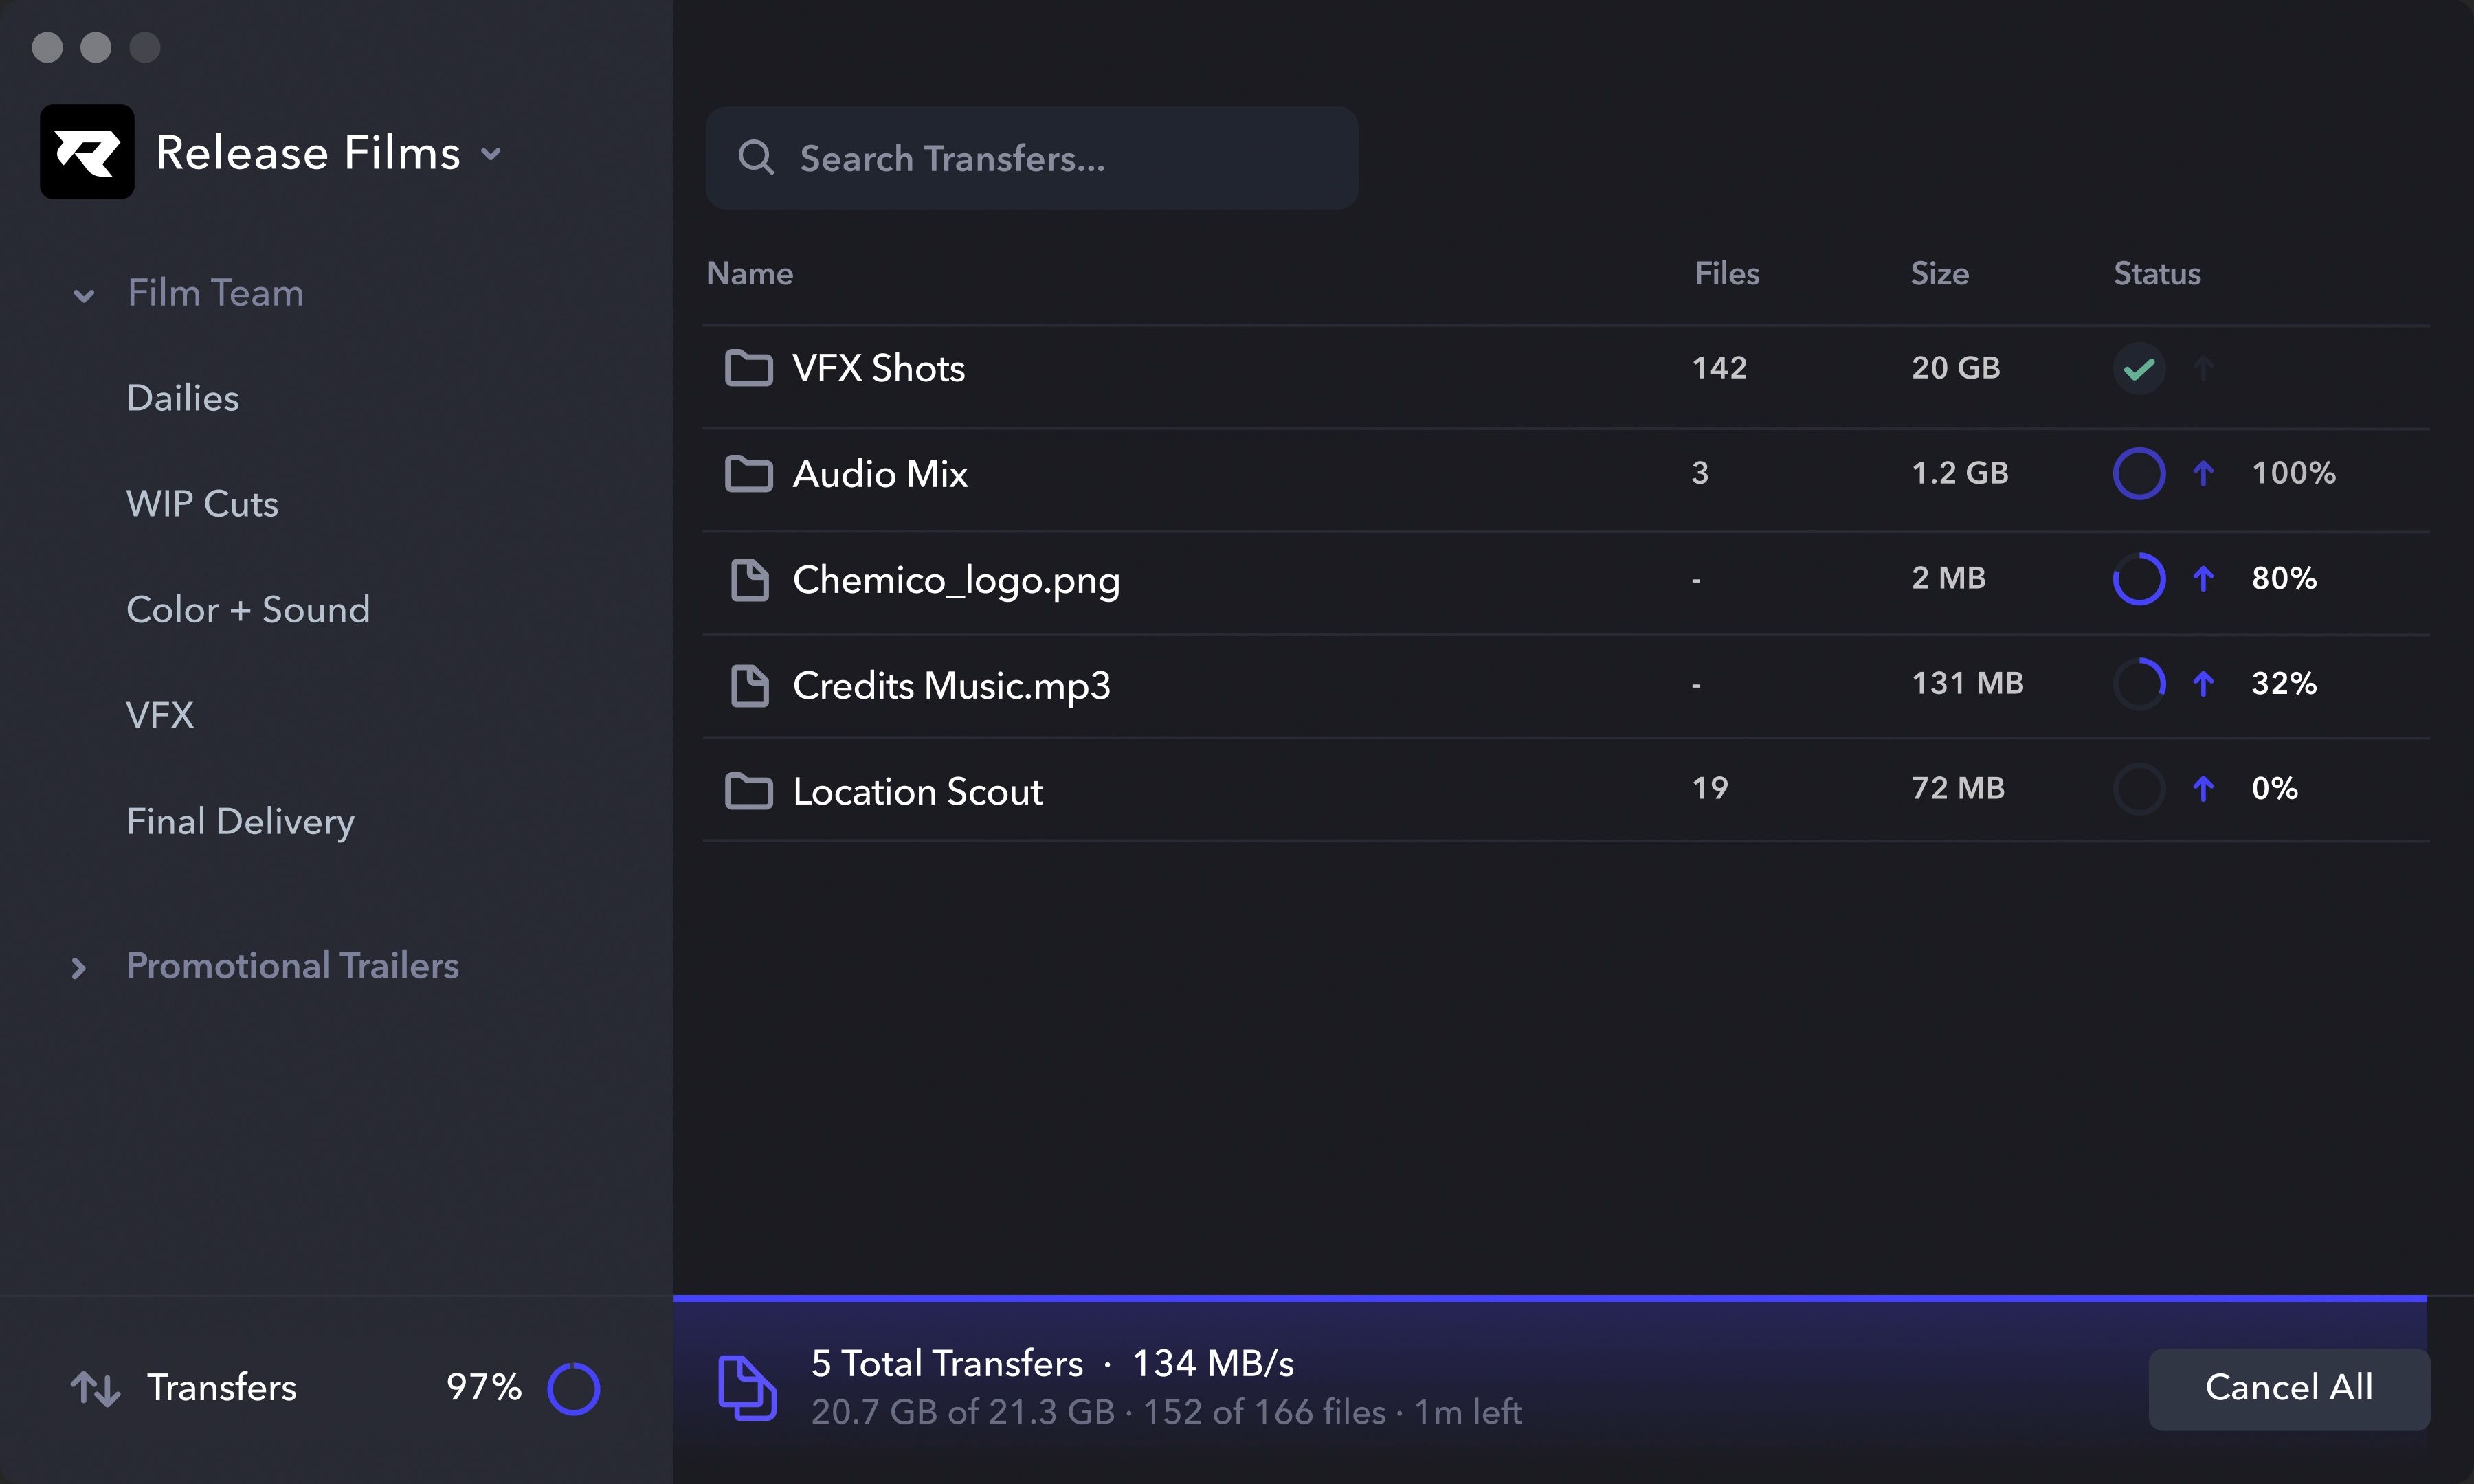 Release Films
Film Team
Dailies
WIP Cuts
Color + Sound
VFX
Final Delivery
Promotional Trailers
Transfers 97%
Search Transfers...
Name Files Size Status
VFX Shots 142 20 GB
Audio Mix 3 1.2 GB 100%
Chemico_logo.png - 2 MB 80%
Credits Music.mp3 - 131 MB 32%
Location Scout 19 72 MB 0%
5 Total Transfers · 134 MB/s
20.7 GB of 21.3 GB · 152 of 166 files · 1m left
Cancel All